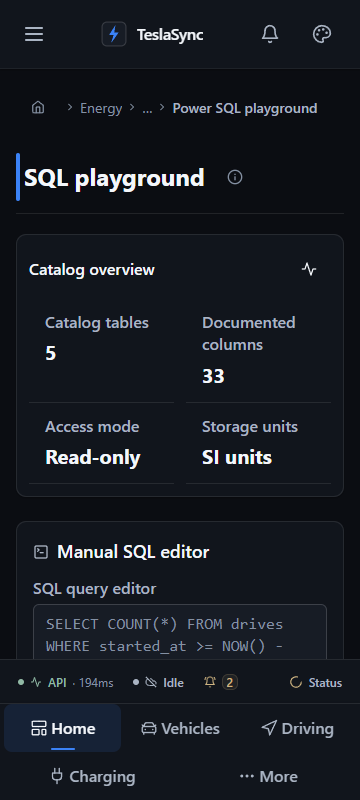 TeslaSync
Energy
...
Power SQL playground
SQL playground
Catalog overview
Catalog tables
5
Documented
columns
33
Access mode
Read-only
Storage units
SI units
Manual SQL editor
SQL query editor
SELECT COUNT(*) FROM drives
WHERE started_at >= NOW() -
API · 194ms
Idle
2
Status
Home
Vehicles
Driving
Charging
More